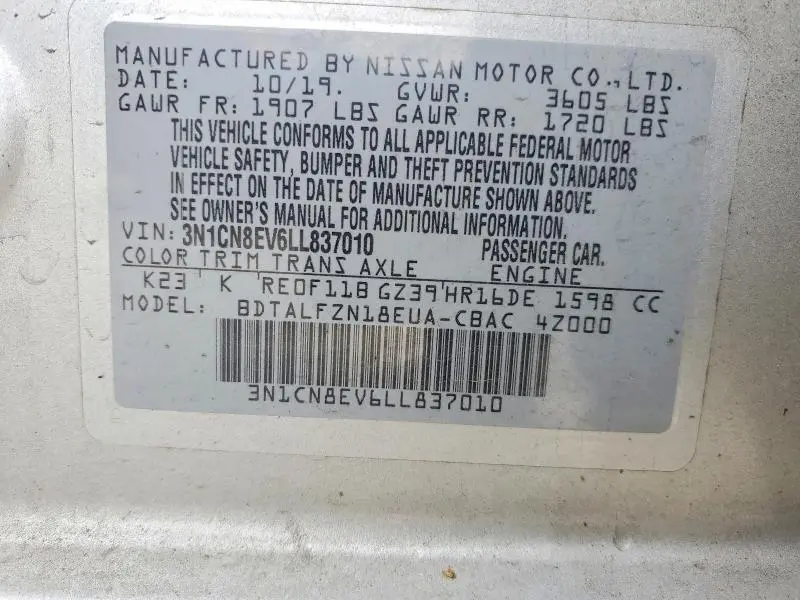 MANUFACTURED BY NISSAN MOTOR CO., LTD.
DATE: 10/19. GVWR: 3605 LBS
GAWR FR: 1907 LBS GAWR RR: 1720 LBS
THIS VEHICLE CONFORMS TO ALL APPLICABLE FEDERAL MOTOR
VEHICLE SAFETY, BUMPER AND THEFT PREVENTION STANDARDS
IN EFFECT ON THE DATE OF MANUFACTURE SHOWN ABOVE.
SEE OWNER'S MANUAL FOR ADDITIONAL INFORMATION.
VIN: 3N1CN8EV6LL837010 PASSENGER CAR.
COLOR TRIM TRANS AXLE ENGINE
K23 K RE0F11B GZ39 HR16DE 1598 CC
MODEL: BDTALFZN18EUA-CBAC 4Z000
3N1CN8EV6LL837010